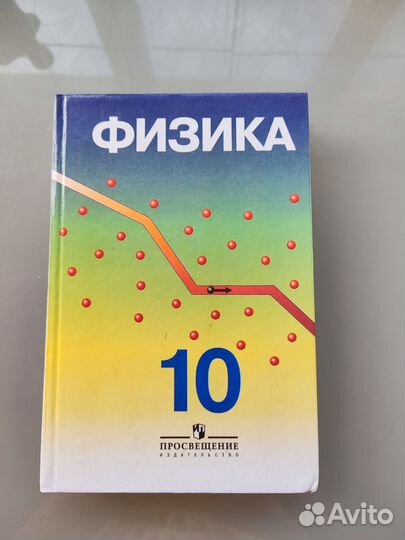 ФИЗИКА
10
ПРОСВЕЩЕНИЕ
ИЗДАТЕЛЬСТВО
Avito